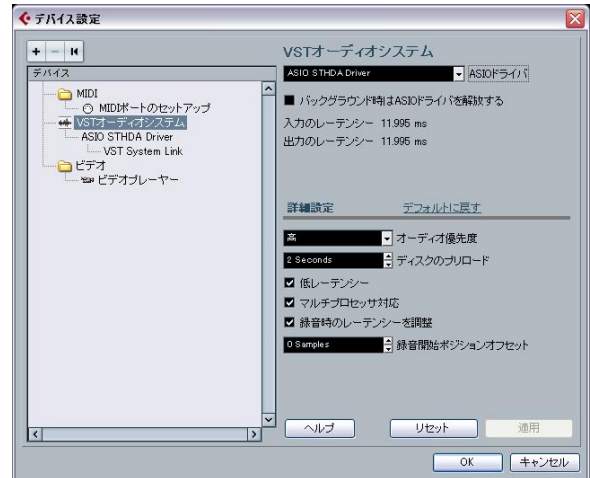 デバイス設定
デバイス
MIDI
MIDIポートのセットアップ
VSTオーディオシステム
ASIO STHDA Driver
VST System Link
ビデオ
ビデオプレーヤー
VSTオーディオシステム
ASIO STHDA Driver ASIOドライバ
バックグラウンド時はASIOドライバを解放する
入力のレーテンシー 11.995 ms
出力のレーテンシー 11.995 ms
詳細設定 デフォルトに戻す
高 オーディオ優先度
2 Seconds ディスクのプリロード
低レーテンシー
マルチプロセッサ対応
録音時のレーテンシーを調整
0 Samples 録音開始ポジションオフセット
ヘルプ リセット 適用
OK キャンセル